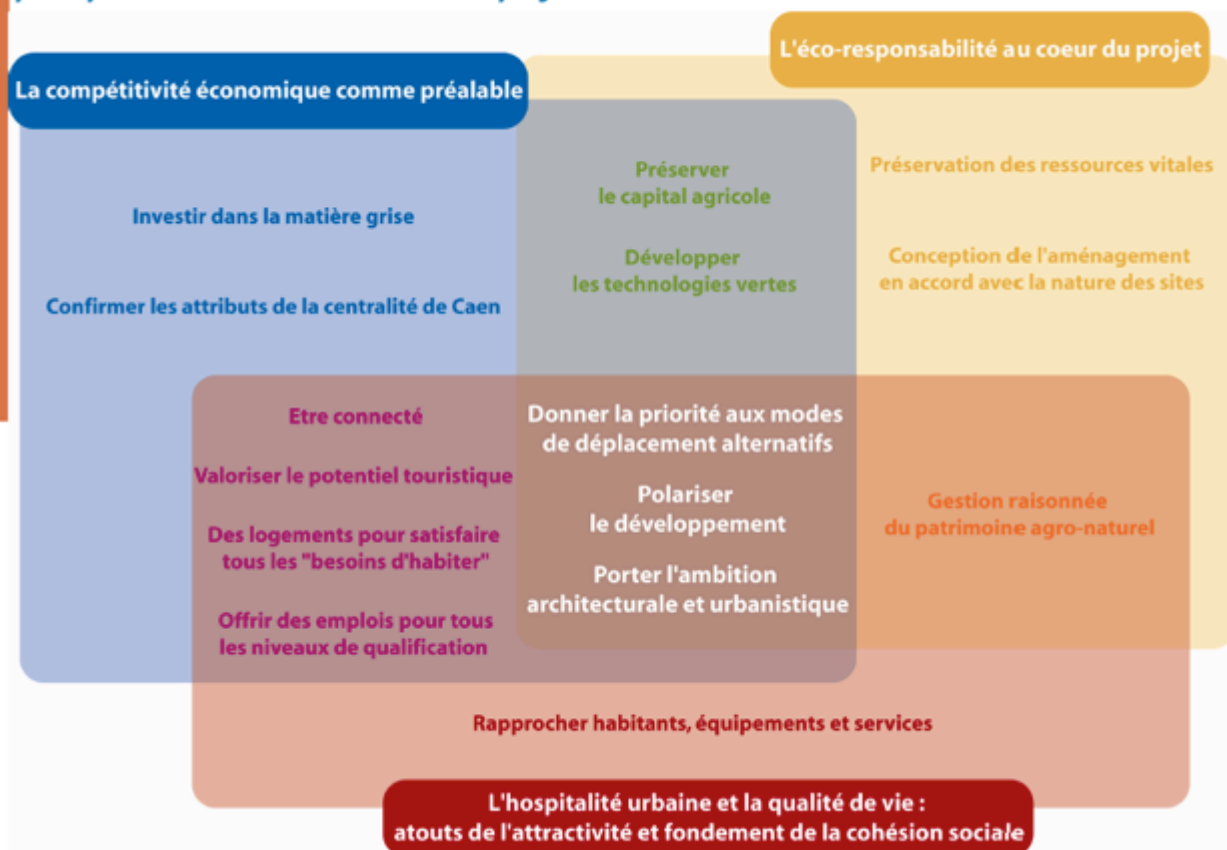 L'éco-responsabilité au coeur du projet
La compétitivité économique comme préalable
Préserver
le capital agricole
Préservation des ressources vitales
Investir dans la matière grise
Développer
les technologies vertes
Conception de l'aménagement
en accord avec la nature des sites
Confirmer les attributs de la centralité de Caen
Etre connecté
Valoriser le potentiel touristique
Des logements pour satisfaire
tous les "besoins d'habiter"
Offrir des emplois pour tous
les niveaux de qualification
Donner la priorité aux modes
de déplacement alternatifs
Polariser
le développement
Porter l'ambition
architecturale et urbanistique
Gestion raisonnée
du patrimoine agro-naturel
Rapprocher habitants, équipements et services
L'hospitalité urbaine et la qualité de vie :
atouts de l'attractivité et fondement de la cohésion sociale